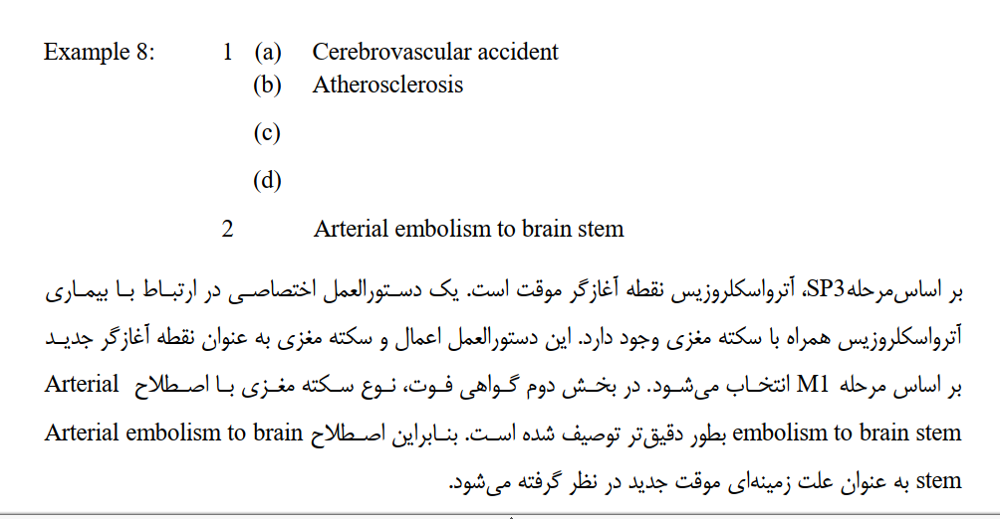 Example 8: 1 (a) Cerebrovascular accident
(b) Atherosclerosis
(c)
(d)
2 Arterial embolism to brain stem
بر اساس‌مرحله‌SP3، آترواسکلروزیس نقطه آغازگر موقت است. یک دستورالعمل اختصاصی در ارتباط با بیماری
آترواسکلروزیس همراه با سکته مغزی وجود دارد. این دستورالعمل اعمال و سکته مغزی به عنوان نقطه آغازگر جدید
بر اساس مرحله M1 انتخاب می‌شود. در بخش دوم گواهی فوت، نوع سکته مغزی با اصطلاح Arterial
embolism to brain stem بطور دقیق‌تر توصیف شده است. بنابراین اصطلاح Arterial embolism to brain
stem به عنوان علت زمینه‌ای موقت جدید در نظر گرفته می‌شود.